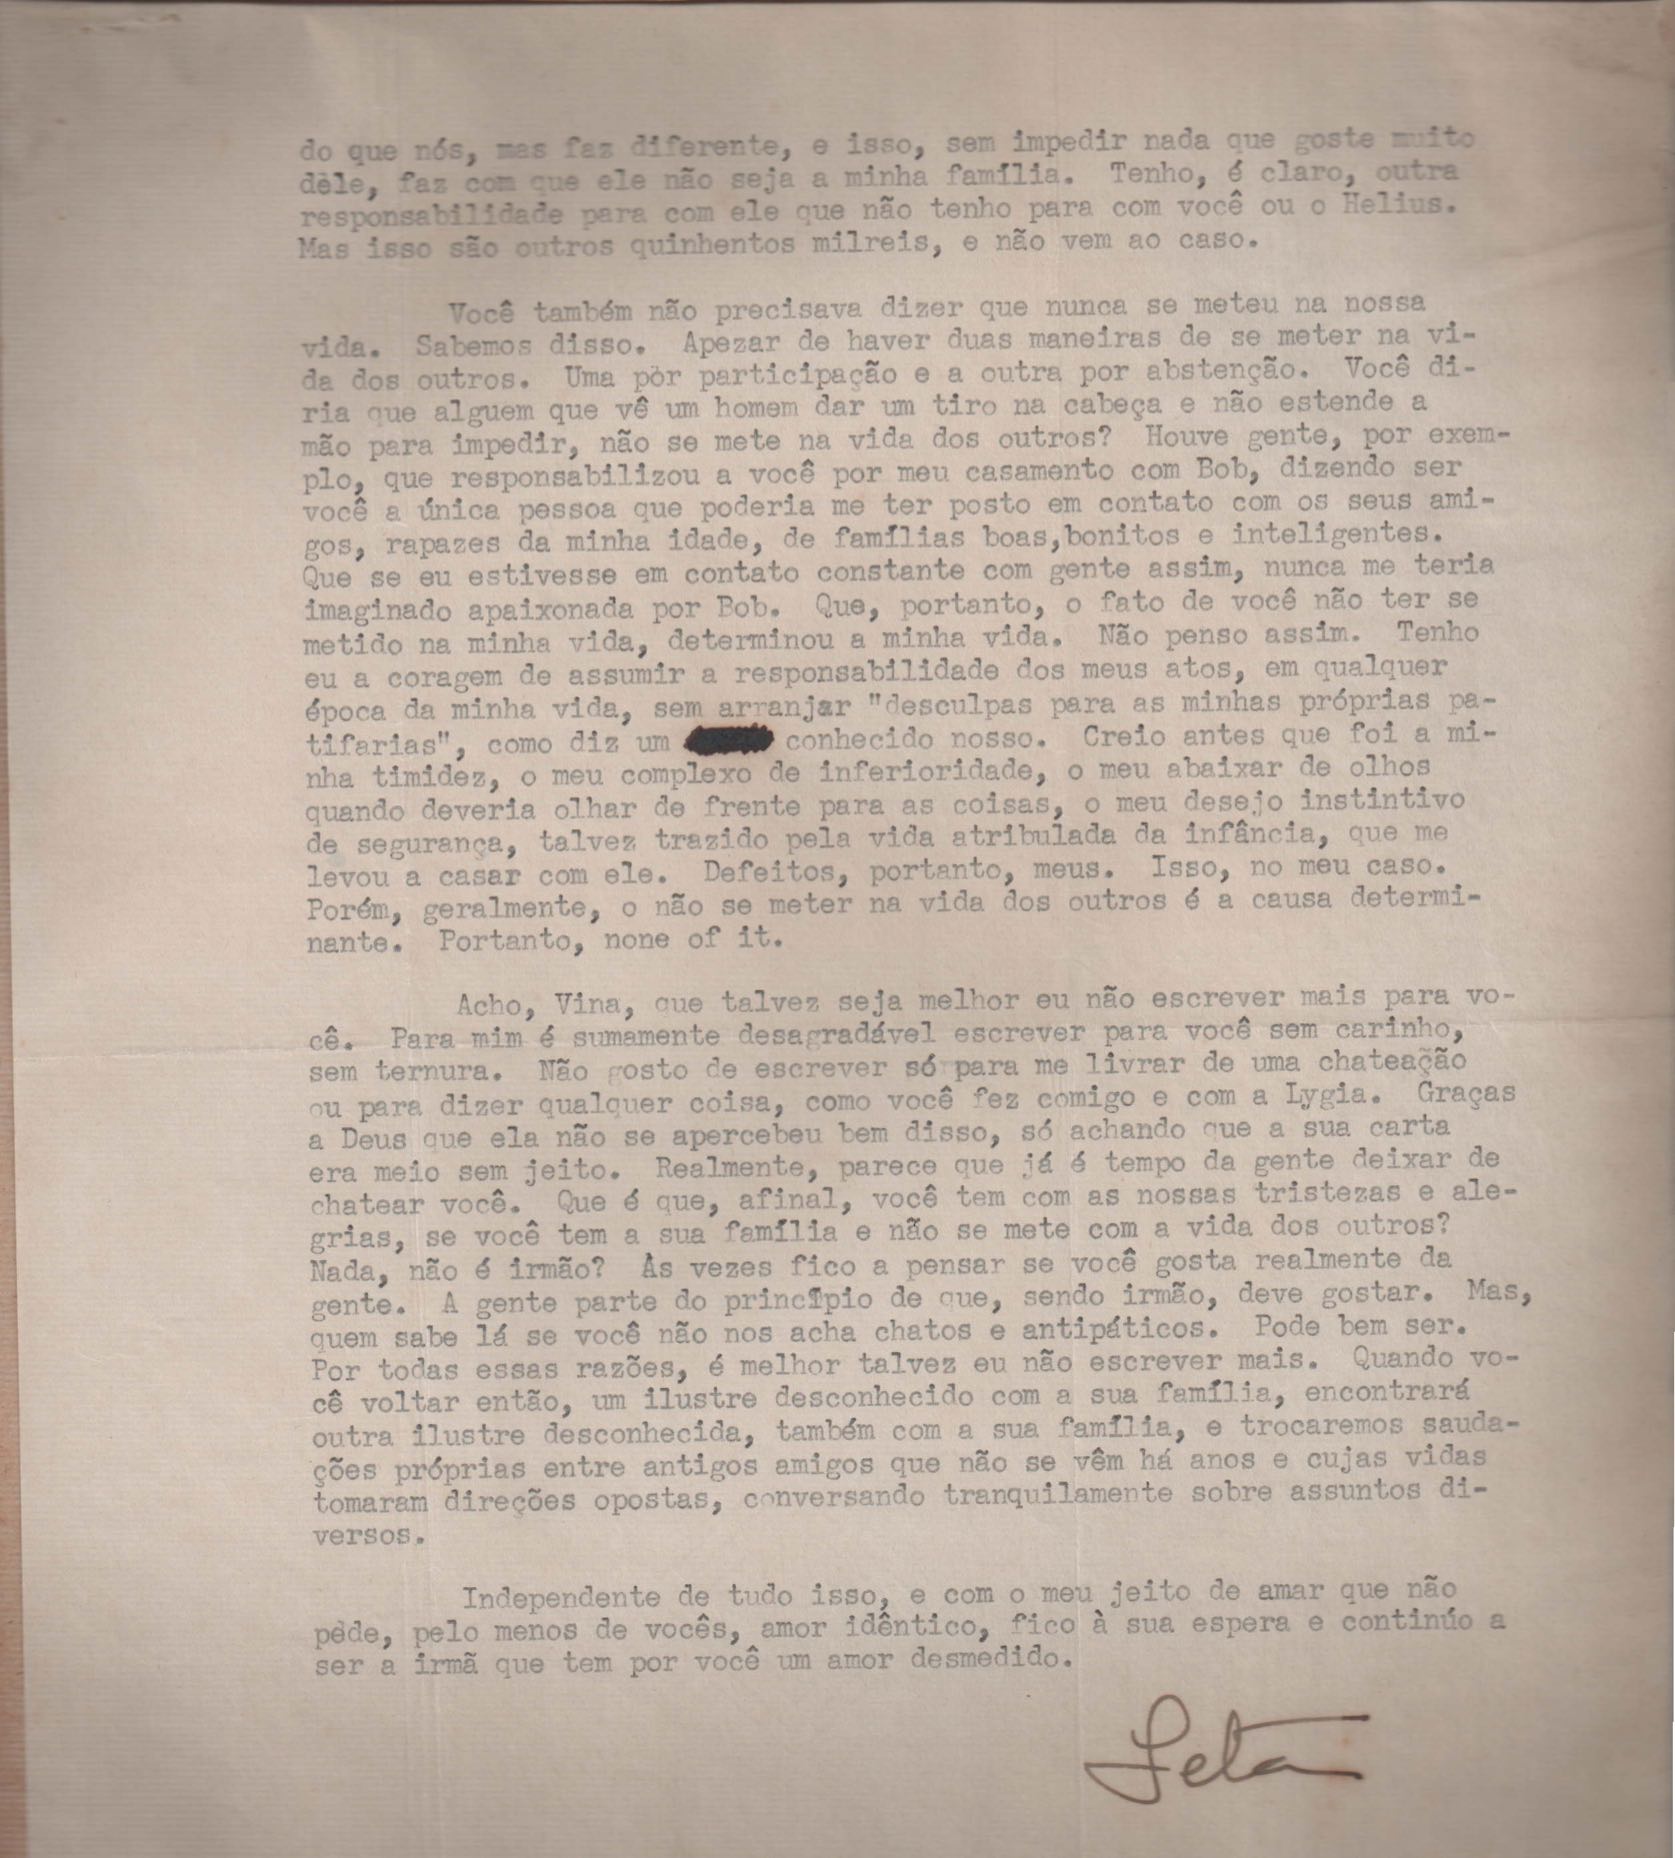 do que nós, mas faz diferente, e isso, sem impedir nada que goste muito
dêle, faz com que ele não seja a minha família.  Tenho, é claro, outra
responsabilidade para com ele que não tenho para com você ou o Helius.
Mas isso são outros quinhentos milreis, e não vem ao caso.

Você também não precisava dizer que nunca se meteu na nossa
vida.  Sabemos disso.  Apezar de haver duas maneiras de se meter na vi-
da dos outros.  Uma pòr participação e a outra por abstenção.  Você di-
ria que alguem que vê um homem dar um tiro na cabeça e não estende a
mão para impedir, não se mete na vida dos outros?  Houve gente, por exem-
plo, que responsabilizou a você por meu casamento com Bob, dizendo ser
você a única pessoa que poderia me ter posto em contato com os seus ami-
gos, rapazes da minha idade, de famílias boas,bonitos e inteligentes.
Que se eu estivesse em contato constante com gente assim, nunca me teria
imaginado apaixonada por Bob.  Que, portanto, o fato de você não ter se
metido na minha vida, determinou a minha vida.  Não penso assim.  Tenho
eu a coragem de assumir a responsabilidade dos meus atos, em qualquer
época da minha vida, sem arranjar "desculpas para as minhas próprias pa-
tifarias", como diz um conhecido nosso.  Creio antes que foi a mi-
nha timidez, o meu complexo de inferioridade, o meu abaixar de olhos
quando deveria olhar de frente para as coisas, o meu desejo instintivo
de segurança, talvez trazido pela vida atribulada da infância, que me
levou a casar com ele.  Defeitos, portanto, meus.  Isso, no meu caso.
Porém, geralmente, o não se meter na vida dos outros é a causa determi-
nante.  Portanto, none of it.

Acho, Vina, que talvez seja melhor eu não escrever mais para vo-
cê.  Para mim é sumamente desagradável escrever para você sem carinho,
sem ternura.  Não gosto de escrever só para me livrar de uma chateação
ou para dizer qualquer coisa, como você fez comigo e com a Lygia.  Graças
a Deus que ela não se apercebeu bem disso, só achando que a sua carta
era meio sem jeito.  Realmente, parece que já é tempo da gente deixar de
chatear você.  Que é que, afinal, você tem com as nossas tristezas e ale-
grias, se você tem a sua família e não se mete com a vida dos outros?
Nada, não é irmão?  Às vezes fico a pensar se você gosta realmente da
gente.  A gente parte do princípio de que, sendo irmão, deve gostar.  Mas,
quem sabe lá se você não nos acha chatos e antipáticos.  Pode bem ser.
Por todas essas razões, é melhor talvez eu não escrever mais.  Quando vo-
cê voltar então, um ilustre desconhecido com a sua família, encontrará
outra ilustre desconhecida, também com a sua família, e trocaremos sauda-
ções próprias entre antigos amigos que não se vêm há anos e cujas vidas
tomaram direções opostas, conversando tranquilamente sobre assuntos di-
versos.

Independente de tudo isso, e com o meu jeito de amar que não
pède, pelo menos de vocês, amor idêntico, fico à sua espera e continúo a
ser a irmã que tem por você um amor desmedido.

Leta